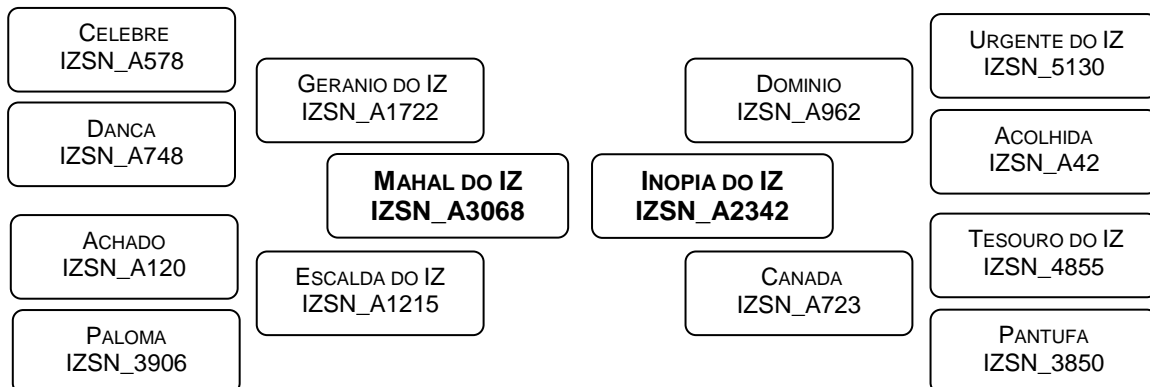 CELEBRE
IZSN_A578
DANCA
IZSN_A748
ACHADO
IZSN_A120
PALOMA
IZSN_3906
GERANIO DO IZ
IZSN_A1722
ESCALDA DO IZ
IZSN_A1215
MAHAL DO IZ
IZSN_A3068
INOPIA DO IZ
IZSN_A2342
DOMINIO
IZSN_A962
CANADA
IZSN_A723
URGENTE DO IZ
IZSN_5130
ACOLHIDA
IZSN_A42
TESOURO DO IZ
IZSN_4855
PANTUFA
IZSN_3850